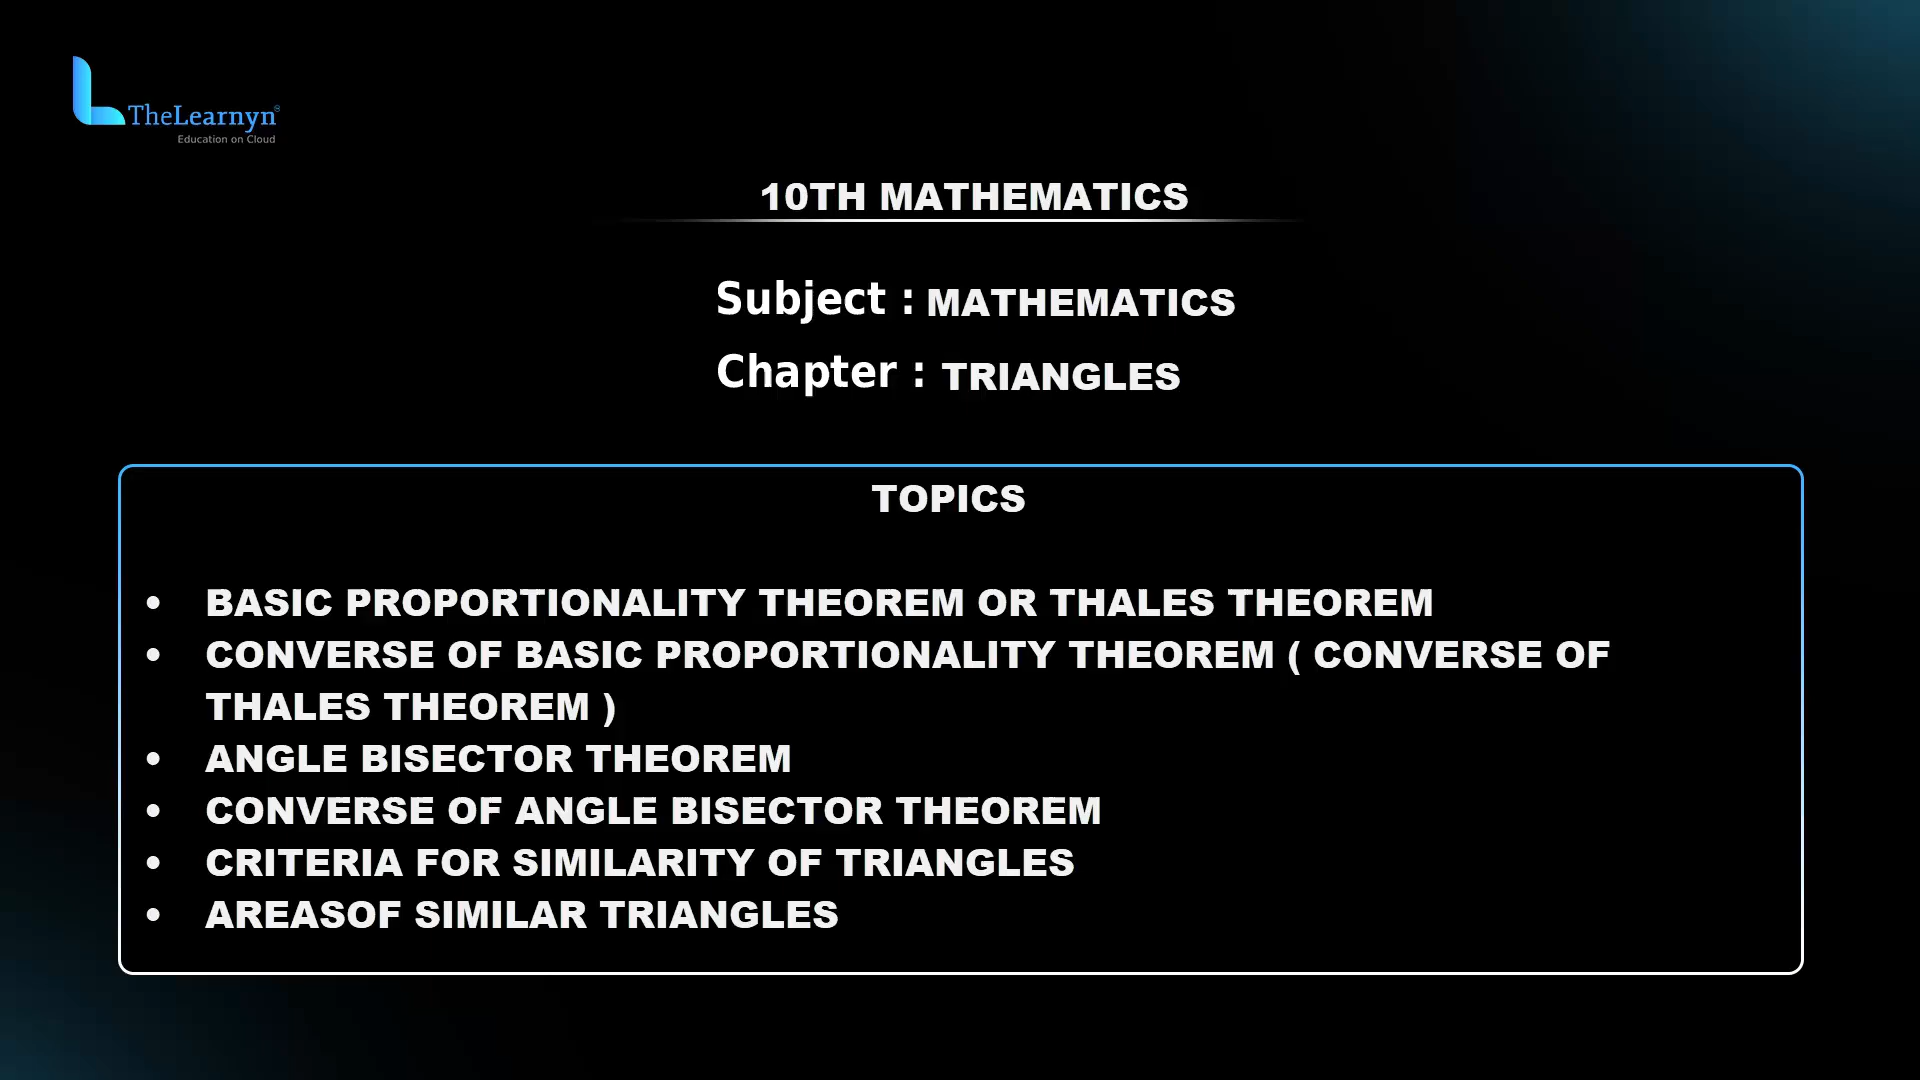 TheLearnyn
Education on Cloud
10TH MATHEMATICS
Subject : MATHEMATICS
Chapter : TRIANGLES
TOPICS
• BASIC PROPORTIONALITY THEOREM OR THALES THEOREM
• CONVERSE OF BASIC PROPORTIONALITY THEOREM ( CONVERSE OF
THALES THEOREM )
• ANGLE BISECTOR THEOREM
• CONVERSE OF ANGLE BISECTOR THEOREM
• CRITERIA FOR SIMILARITY OF TRIANGLES
• AREASOF SIMILAR TRIANGLES